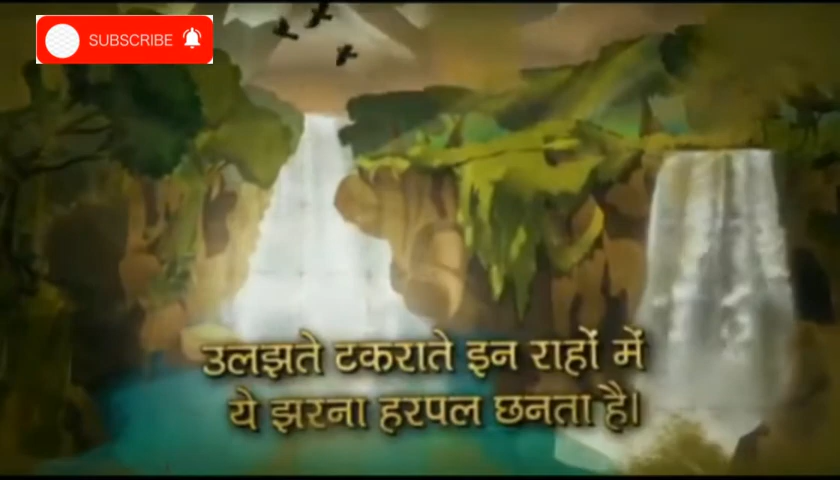 SUBSCRIBE
उलझते टकराते इन राहों में
ये झरना हरपल छनता है।